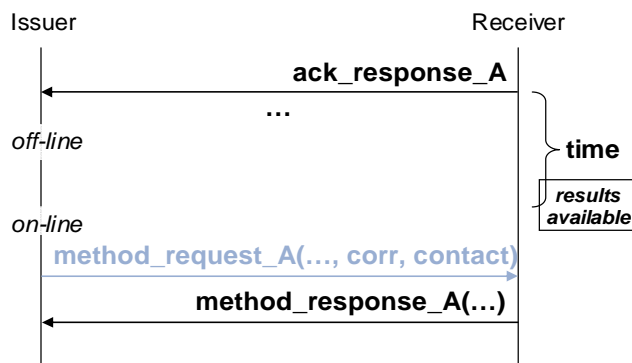 Issuer
Receiver
ack_response_A
...
off-line
time
results
available
on-line
method_request_A(..., corr, contact)
method_response_A(...)